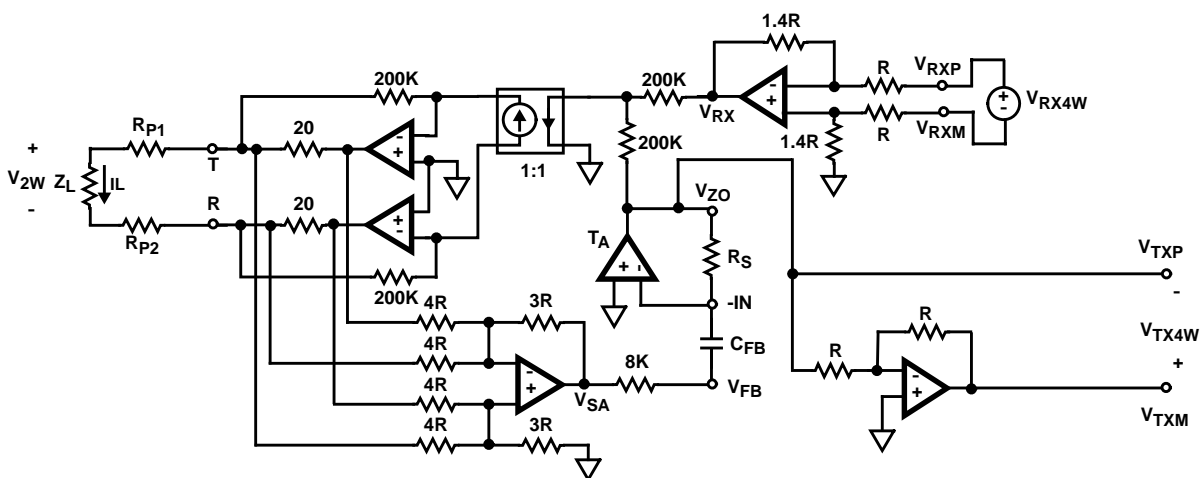 1.4R
200K
200K
R
V_RXP
R_P1
20
V_RX
R
V_RXM
V_RX4W
+
-
+
T
-
+
1:1
200K
1.4R
-
+
+
V_2W
-
Z_L
IL
R_P2
R
20
+
-
V_ZO
T_A
R_S
+ -
-IN
V_TXP
-
200K
4R
3R
R
C_FB
V_TX4W
4R
R
+
4R
-
+
V_SA
8K
V_FB
-
+
V_TXM
4R
3R